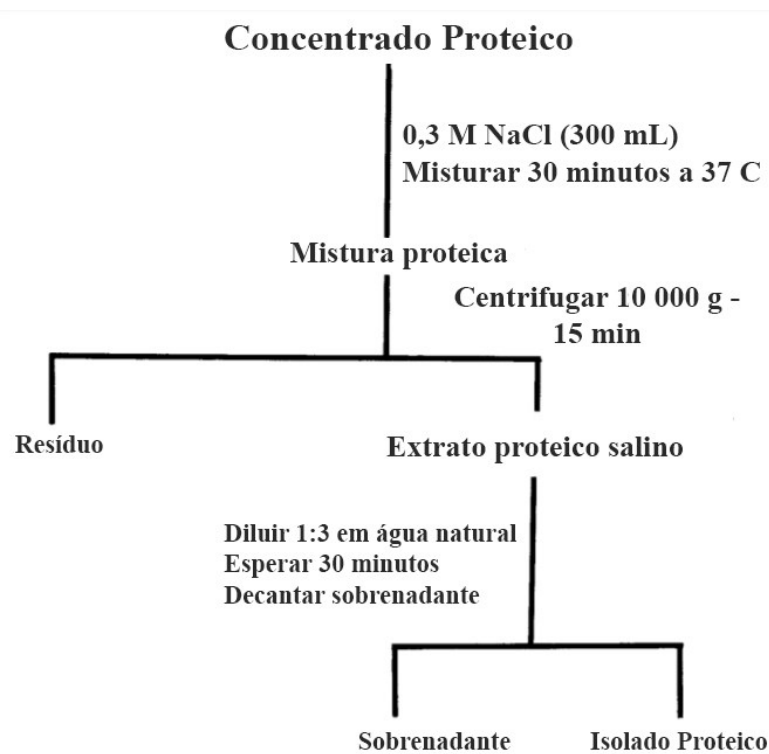 Concentrado Proteico
0,3 M NaCl (300 mL)
Misturar 30 minutos a 37 C
Mistura proteica
Centrifugar 10 000 g -
15 min
Resíduo
Extrato proteico salino
Diluir 1:3 em água natural
Esperar 30 minutos
Decantar sobrenadante
Sobrenadante
Isolado Proteico